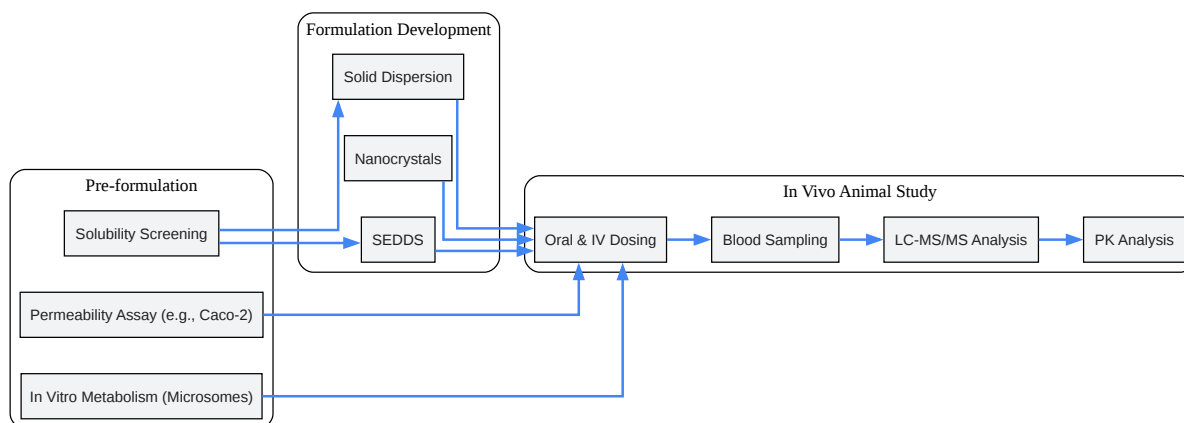 Formulation Development
Solid Dispersion
Nanocrystals
SEDDS
Pre-formulation
Solubility Screening
Permeability Assay (e.g., Caco-2)
In Vitro Metabolism (Microsomes)
In Vivo Animal Study
Oral & IV Dosing
Blood Sampling
LC-MS/MS Analysis
PK Analysis